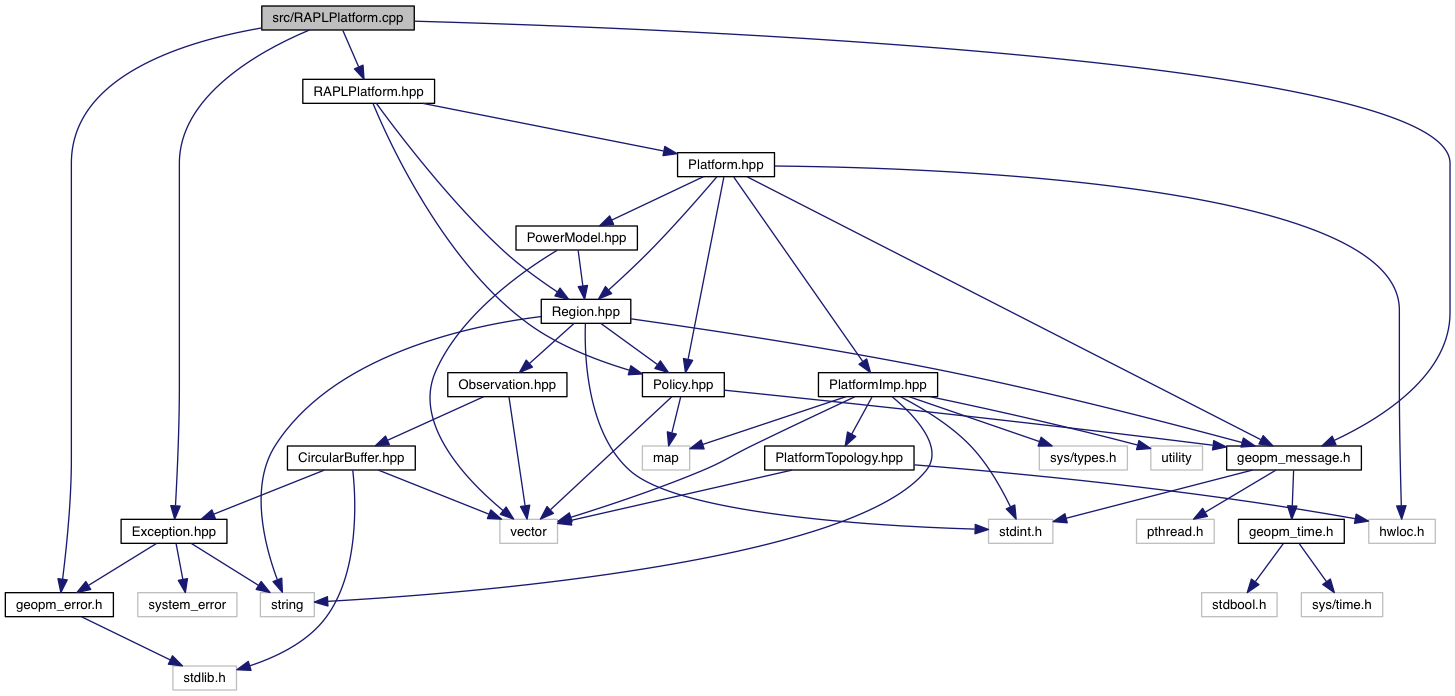 src/RAPLPlatform.cpp
RAPLPlatform.hpp
Platform.hpp
PowerModel.hpp
Region.hpp
Observation.hpp
Policy.hpp
PlatformImp.hpp
CircularBuffer.hpp
map
PlatformTopology.hpp
sys/types.h
utility
geopm_message.h
Exception.hpp
vector
stdint.h
pthread.h
geopm_time.h
hwloc.h
geopm_error.h
system_error
string
stdbool.h
sys/time.h
stdlib.h